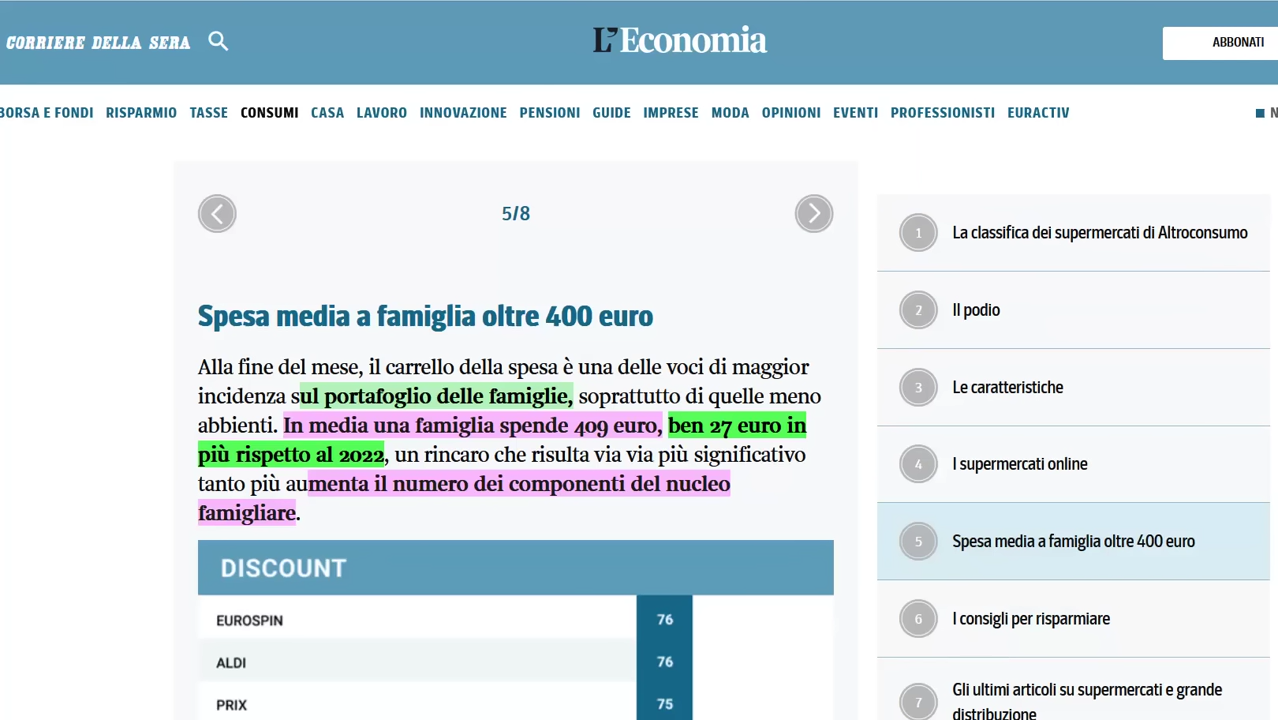 CORRIERE DELLA SERA
L'Economia
ABBONATI
BORSA E FONDI RISPARMIO TASSE CONSUMI CASA LAVORO INNOVAZIONE PENSIONI GUIDE IMPRESE MODA OPINIONI EVENTI PROFESSIONISTI EURACTIV
5/8
Spesa media a famiglia oltre 400 euro
Alla fine del mese, il carrello della spesa è una delle voci di maggior
incidenza sul portafoglio delle famiglie, soprattutto di quelle meno
abbienti. In media una famiglia spende 409 euro, ben 27 euro in
più rispetto al 2022, un rincaro che risulta via via più significativo
tanto più aumenta il numero dei componenti del nucleo
famigliare.
DISCOUNT
EUROSPIN 76
ALDI 76
PRIX 75
1 La classifica dei supermercati di Altroconsumo
2 Il podio
3 Le caratteristiche
4 I supermercati online
5 Spesa media a famiglia oltre 400 euro
6 I consigli per risparmiare
7 Gli ultimi articoli su supermercati e grande
distribuzione